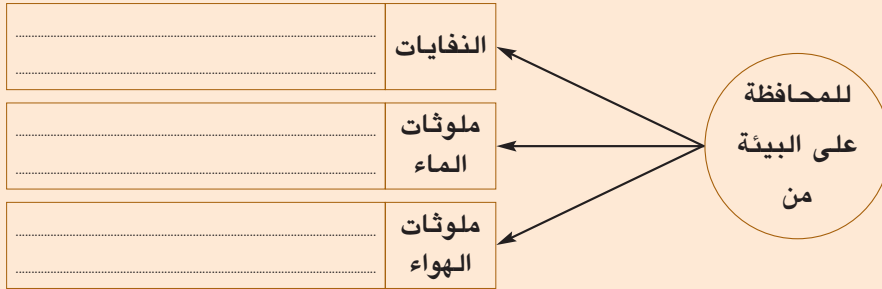 للمحافظة
على البيئة
من
النفايات
ملوثات
الماء
ملوثات
الهواء